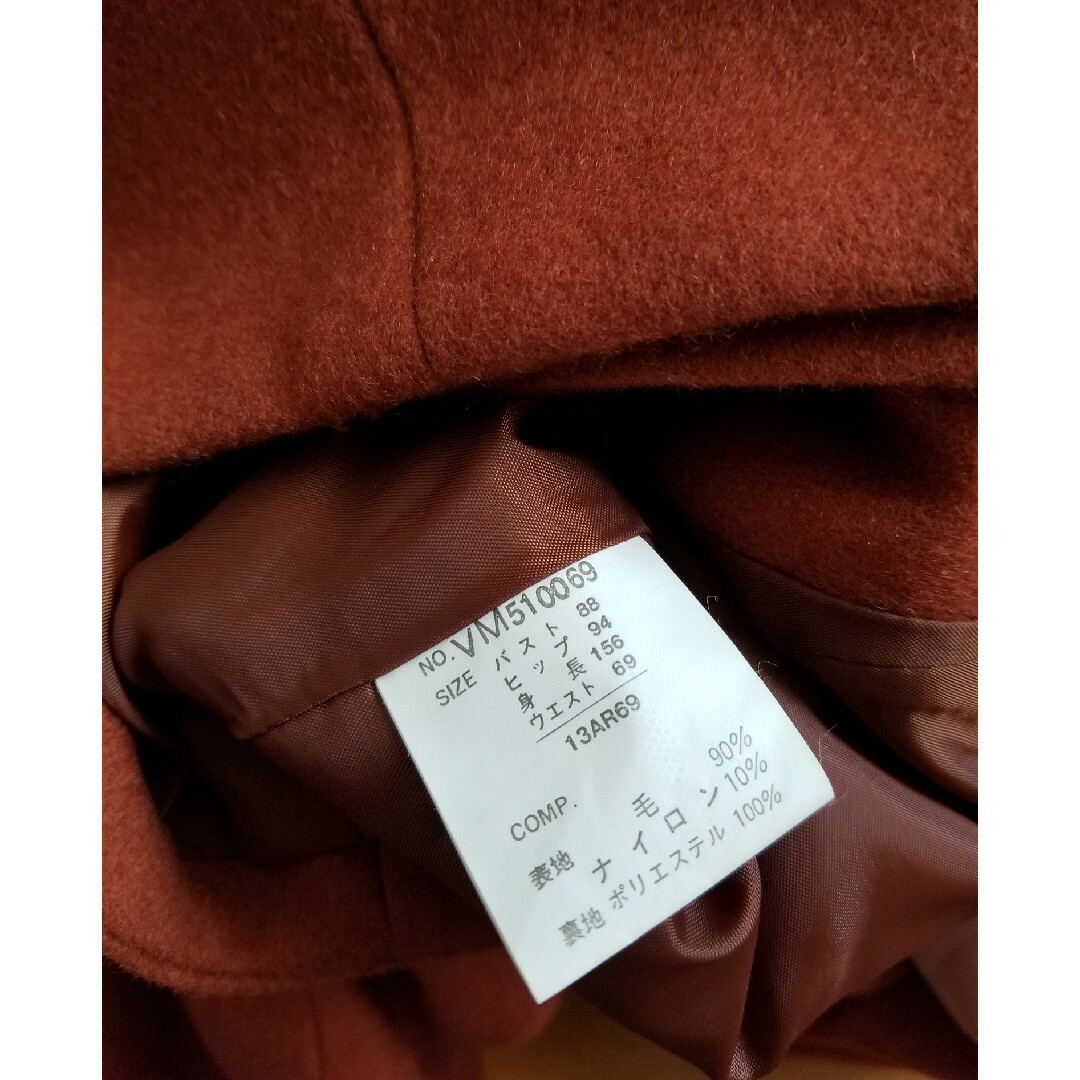 NO.VM510069
SIZE バスト 88
ヒップ 94
身長 156
ウエスト 69
13AR69
COMP.
表地 毛 90%
ナイロン 10%
裏地 ポリエステル 100%